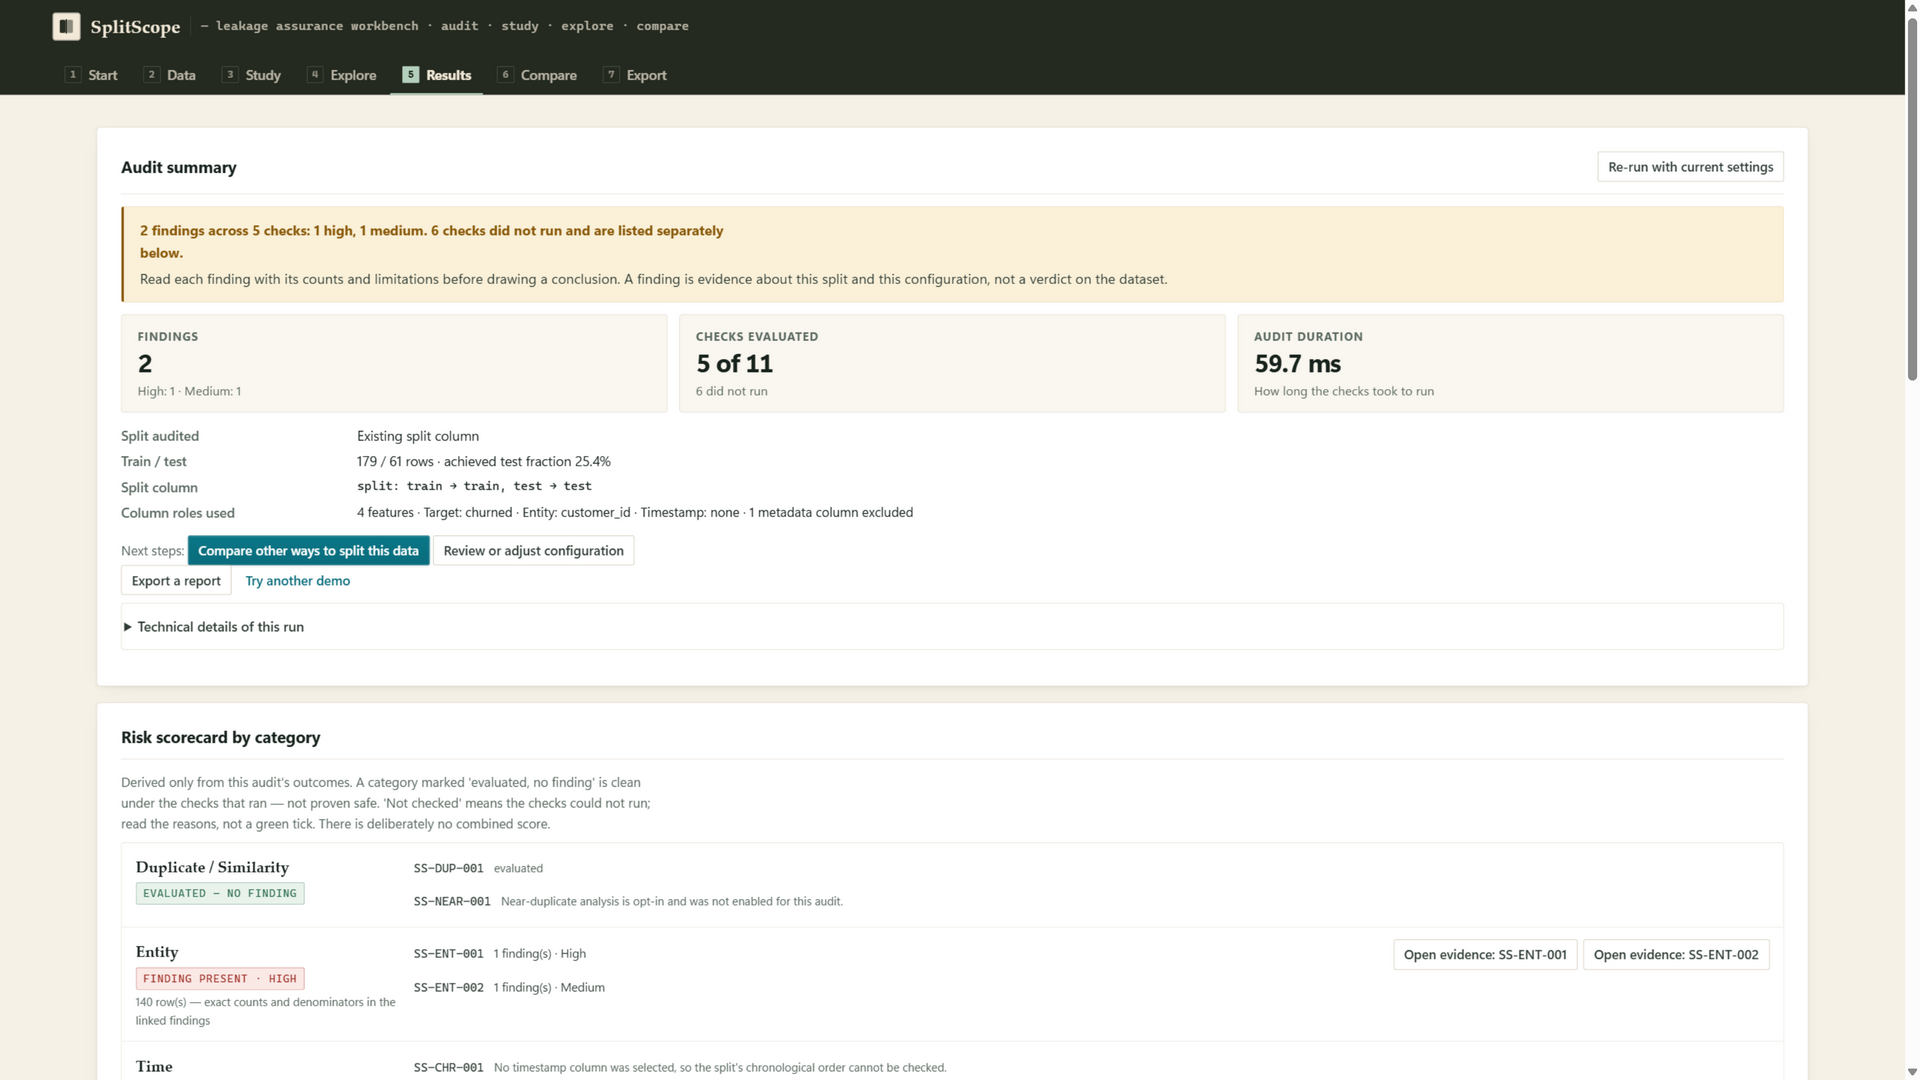 SplitScope — leakage assurance workbench · audit · study · explore · compare
1 Start 2 Data 3 Study 4 Explore 5 Results 6 Compare 7 Export
Audit summary
Re-run with current settings
2 findings across 5 checks: 1 high, 1 medium. 6 checks did not run and are listed separately
below.
Read each finding with its counts and limitations before drawing a conclusion. A finding is evidence about this split and this configuration, not a verdict on the dataset.
FINDINGS
2
High: 1 · Medium: 1
CHECKS EVALUATED
5 of 11
6 did not run
AUDIT DURATION
59.7 ms
How long the checks took to run
Split audited Existing split column
Train / test 179 / 61 rows · achieved test fraction 25.4%
Split column split: train → train, test → test
Column roles used 4 features · Target: churned · Entity: customer_id · Timestamp: none · 1 metadata column excluded
Next steps: Compare other ways to split this data Review or adjust configuration
Export a report Try another demo
▶ Technical details of this run
Risk scorecard by category
Derived only from this audit's outcomes. A category marked 'evaluated, no finding' is clean
under the checks that ran — not proven safe. 'Not checked' means the checks could not run;
read the reasons, not a green tick. There is deliberately no combined score.
Duplicate / Similarity
EVALUATED — NO FINDING
SS-DUP-001 evaluated
SS-NEAR-001 Near-duplicate analysis is opt-in and was not enabled for this audit.
Entity
FINDING PRESENT · HIGH
140 row(s) — exact counts and denominators in the
linked findings
SS-ENT-001 1 finding(s) · High
SS-ENT-002 1 finding(s) · Medium
Open evidence: SS-ENT-001 Open evidence: SS-ENT-002
Time
SS-CHR-001 No timestamp column was selected, so the split's chronological order cannot be checked.